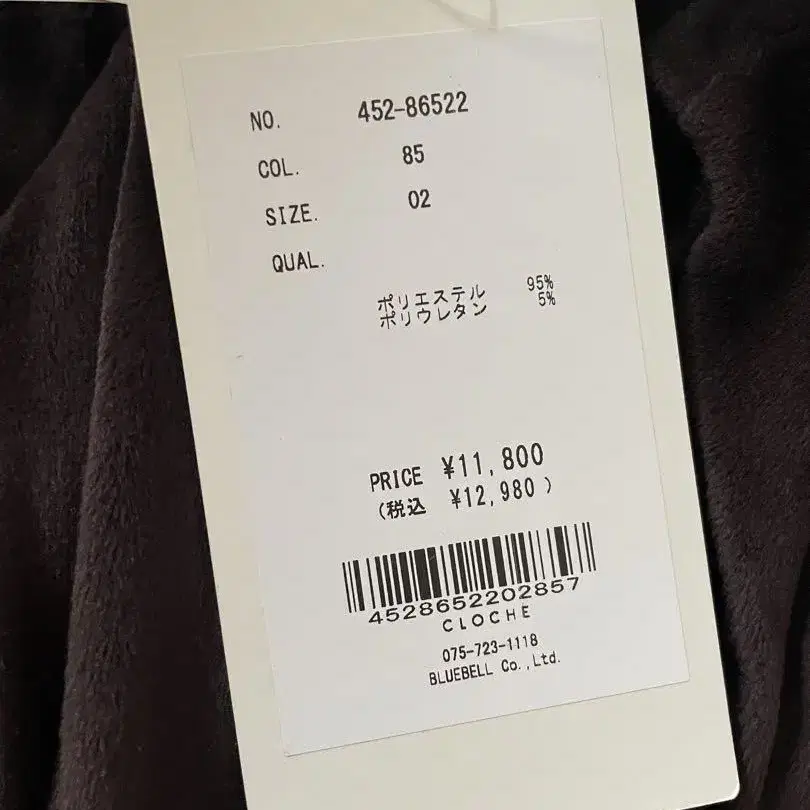 NO. 452-86522
COL. 85
SIZE. 02
QUAL.
ポリエステル 95%
ポリウレタン 5%
PRICE ¥11,800
(税込 ¥12,980 )
4528652202857
CLOCHE
075-723-1118
BLUEBELL Co.,Ltd.